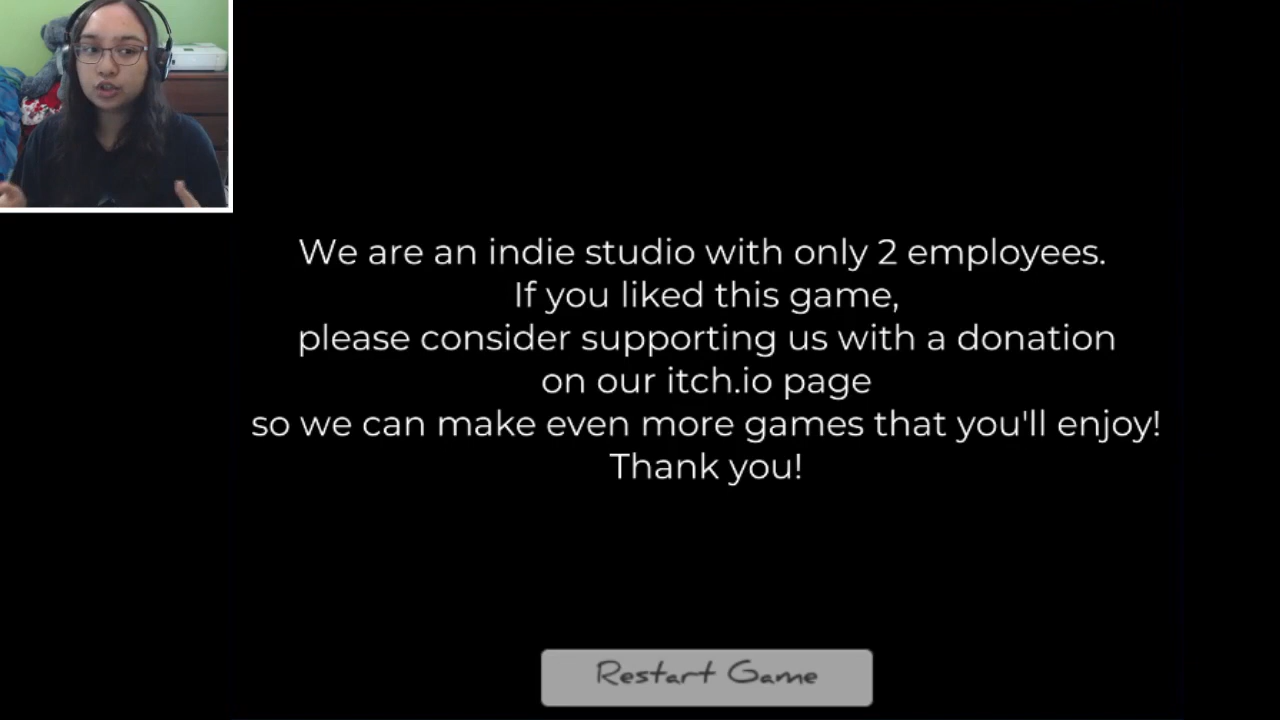 We are an indie studio with only 2 employees.
If you liked this game,
please consider supporting us with a donation
on our itch.io page
so we can make even more games that you'll enjoy!
Thank you!
Restart Game